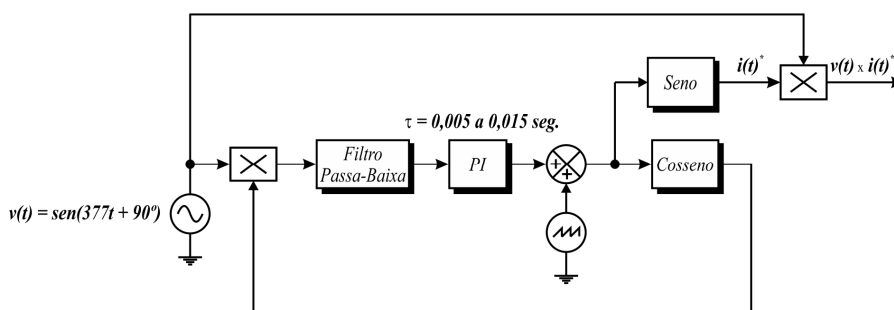 Seno
i(t)*
v(t) x i(t)*
τ = 0,005 a 0,015 seg.
Filtro
Passa-Baixa
PI
+
+
Cosseno
v(t) = sen(377t + 90º)